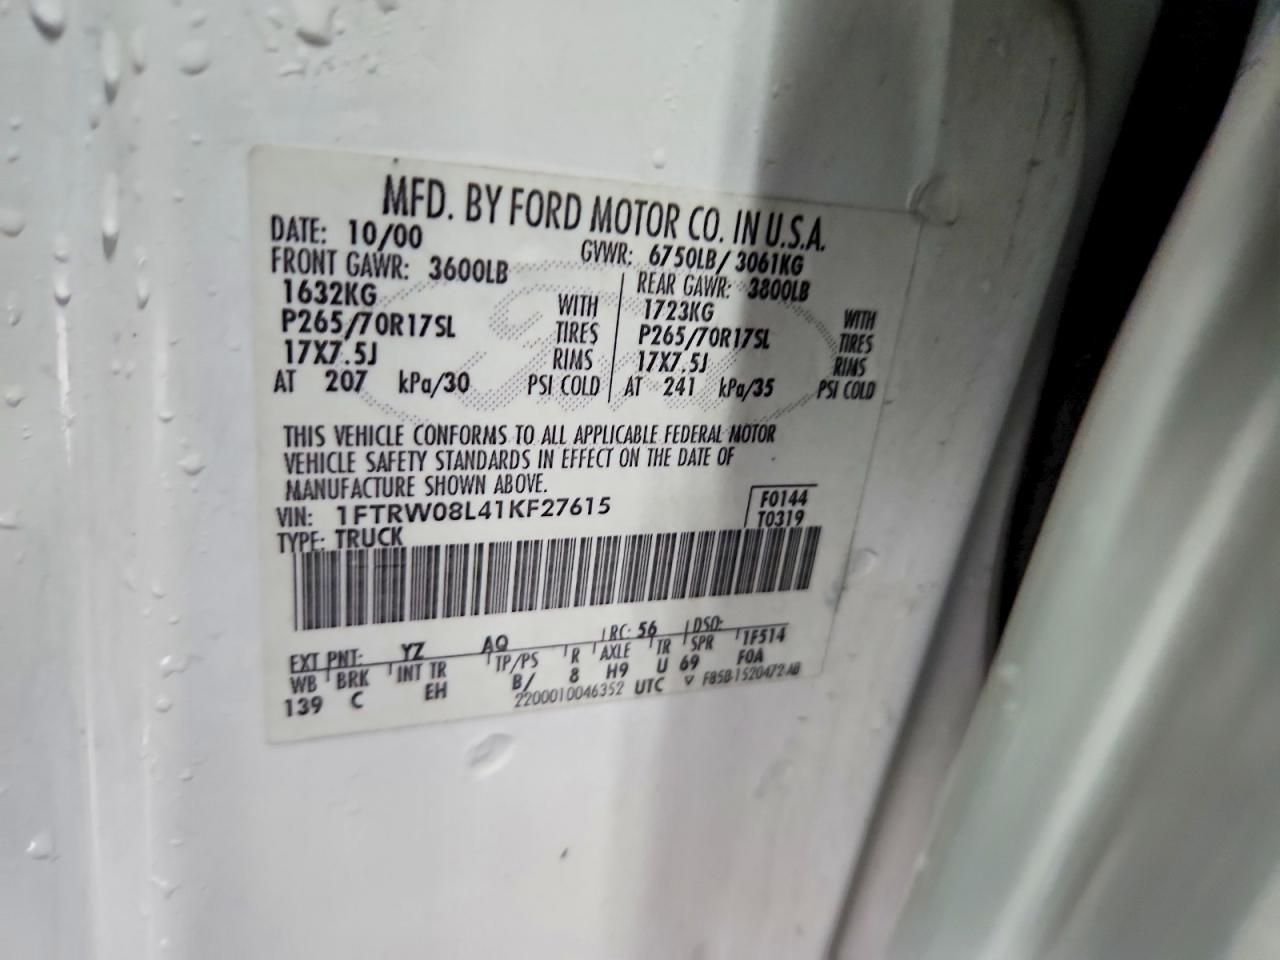 MFD. BY FORD MOTOR CO. IN U.S.A.
DATE: 10/00 GVWR: 6750LB/3061KG
FRONT GAWR: 3600LB REAR GAWR: 3800LB
1632KG WITH 1723KG WITH
P265/70R17SL TIRES P265/70R17SL TIRES
17X7.5J RIMS 17X7.5J RIMS
AT 207 kPa/30 PSI COLD AT 241 kPa/35 PSI COLD
THIS VEHICLE CONFORMS TO ALL APPLICABLE FEDERAL MOTOR
VEHICLE SAFETY STANDARDS IN EFFECT ON THE DATE OF
MANUFACTURE SHOWN ABOVE.
VIN: 1FTRW08L41KF27615 F0144
TYPE: TRUCK T0319
EXT PNT: YZ AQ RC: 56 DSO:
WB BRK INT TR TP/PS R AXLE TR SPR 1F514
139 C EH B/ 8 H9 U 69 F0A
2200010046352 UTC ▽ F85B-1520472-AB